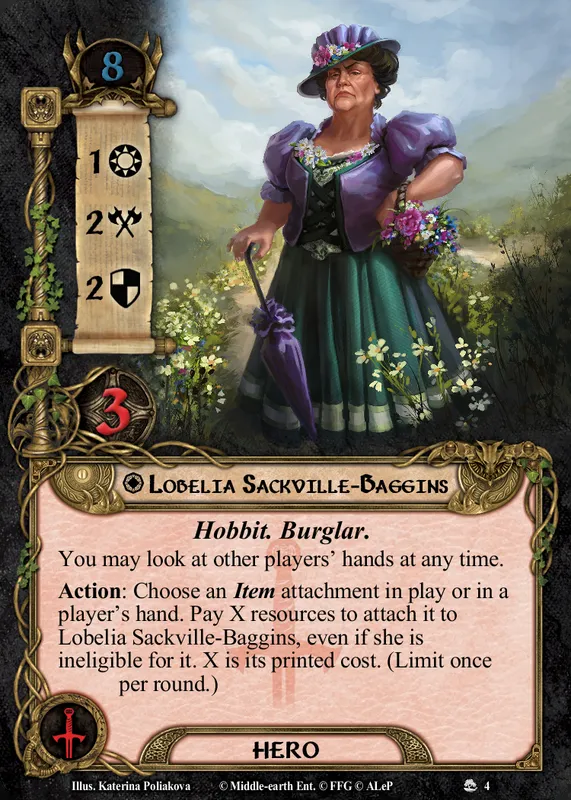 8
1
2
2
3
Lobelia Sackville-Baggins
Hobbit. Burglar.
You may look at other players' hands at any time.
Action: Choose an Item attachment in play or in a
player's hand. Pay X resources to attach it to
Lobelia Sackville-Baggins, even if she is
ineligible for it. X is its printed cost. (Limit once
per round.)
HERO
Illus. Katerina Poliakova © Middle-earth Ent. © FFG © ALeP 4